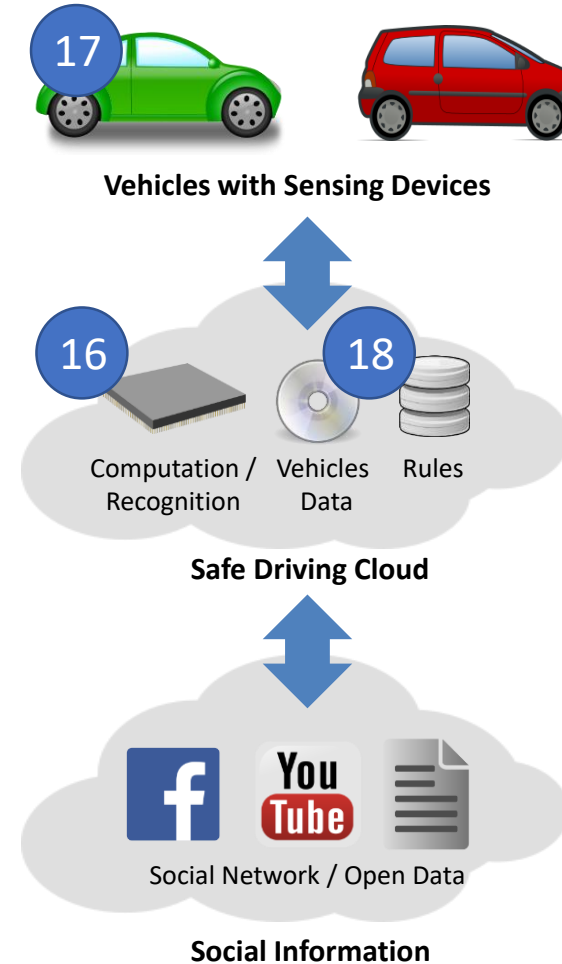 17
Vehicles with Sensing Devices
16
18
Computation / Vehicles Rules
Recognition Data
Safe Driving Cloud
f
You
Tube
Social Network / Open Data
Social Information